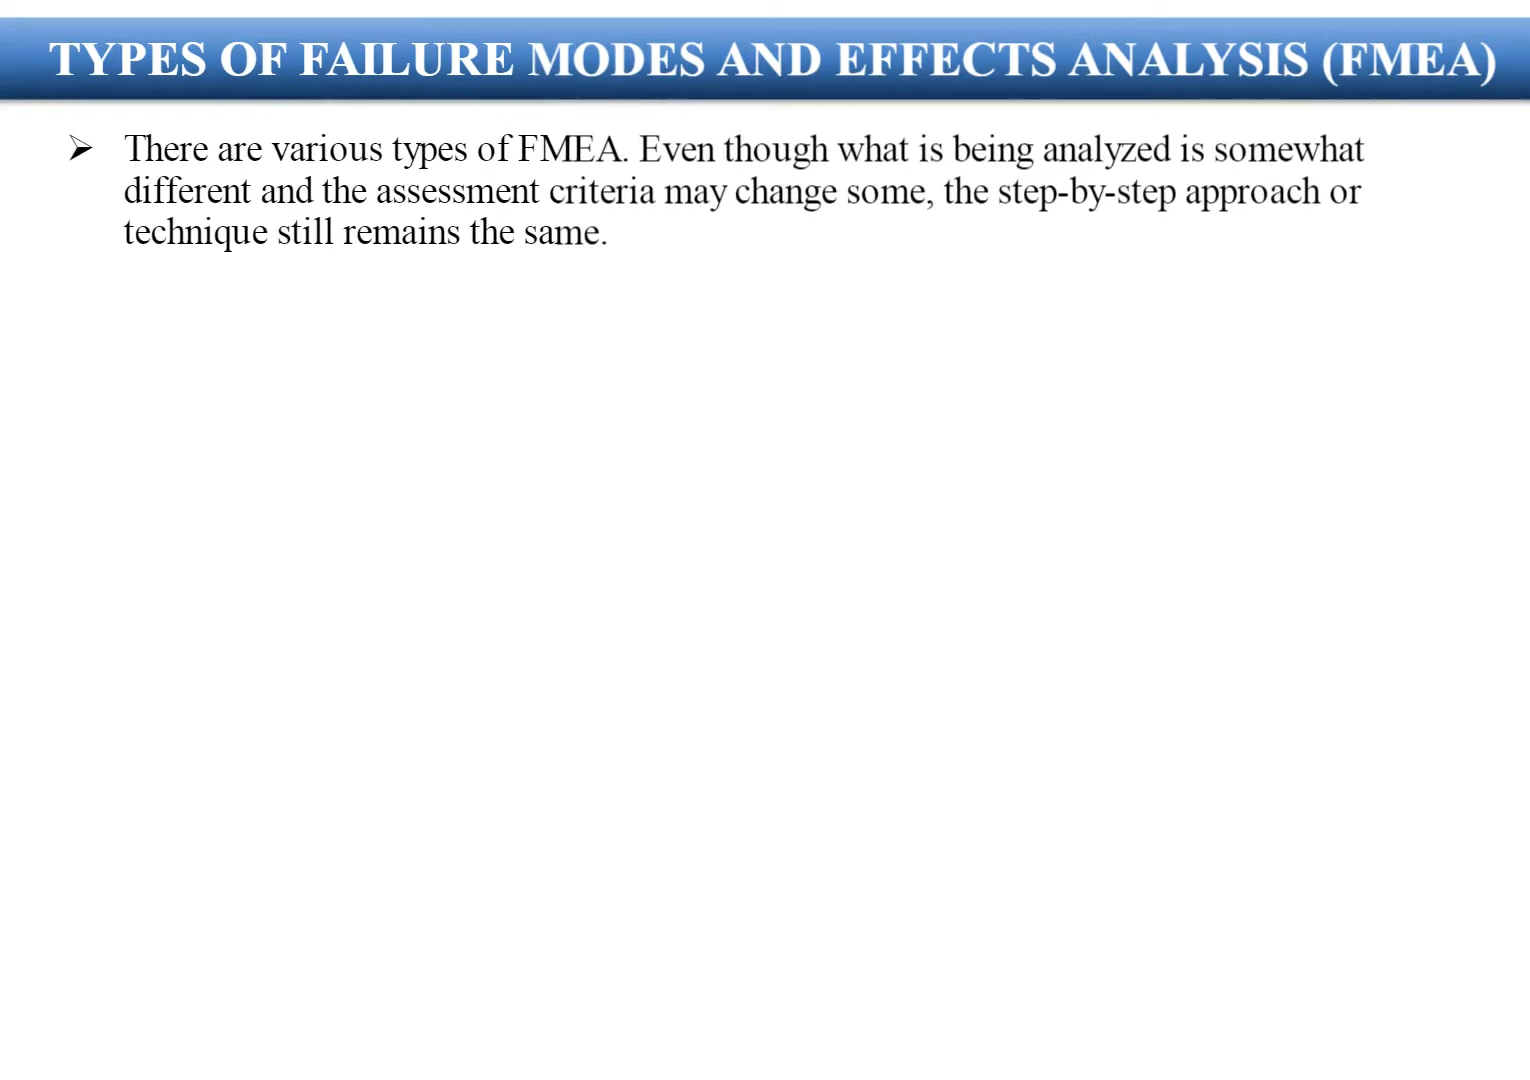 TYPES OF FAILURE MODES AND EFFECTS ANALYSIS (FMEA)
➢ There are various types of FMEA. Even though what is being analyzed is somewhat
different and the assessment criteria may change some, the step-by-step approach or
technique still remains the same.